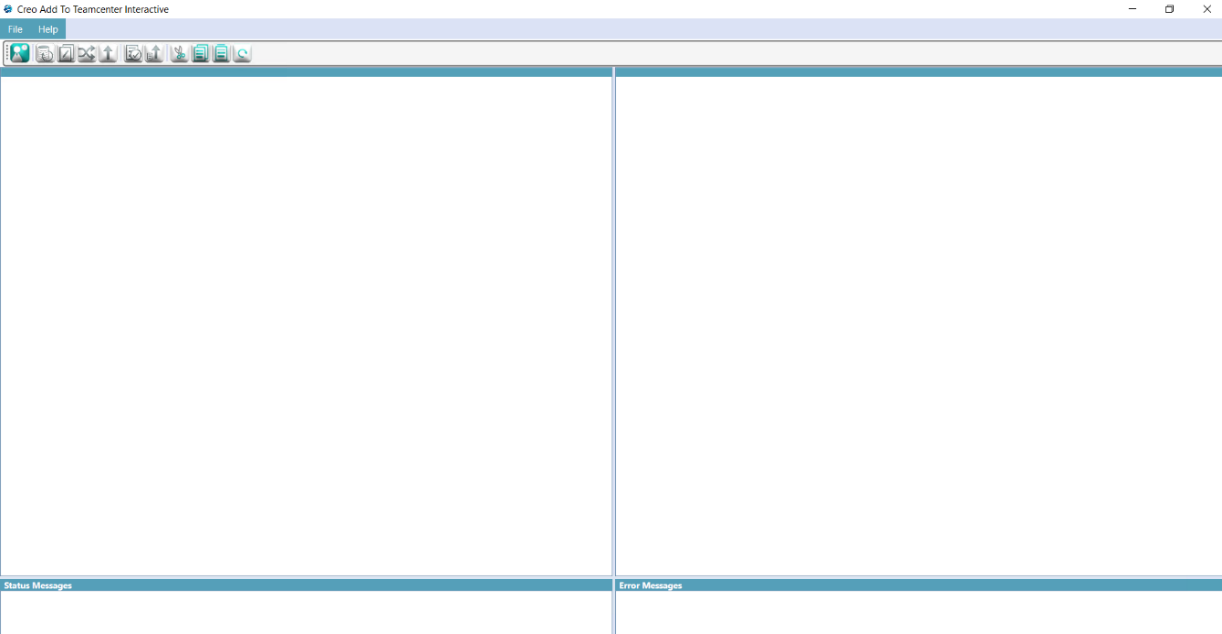 Creo Add To Teamcenter Interactive
File Help
Status Messages
Error Messages